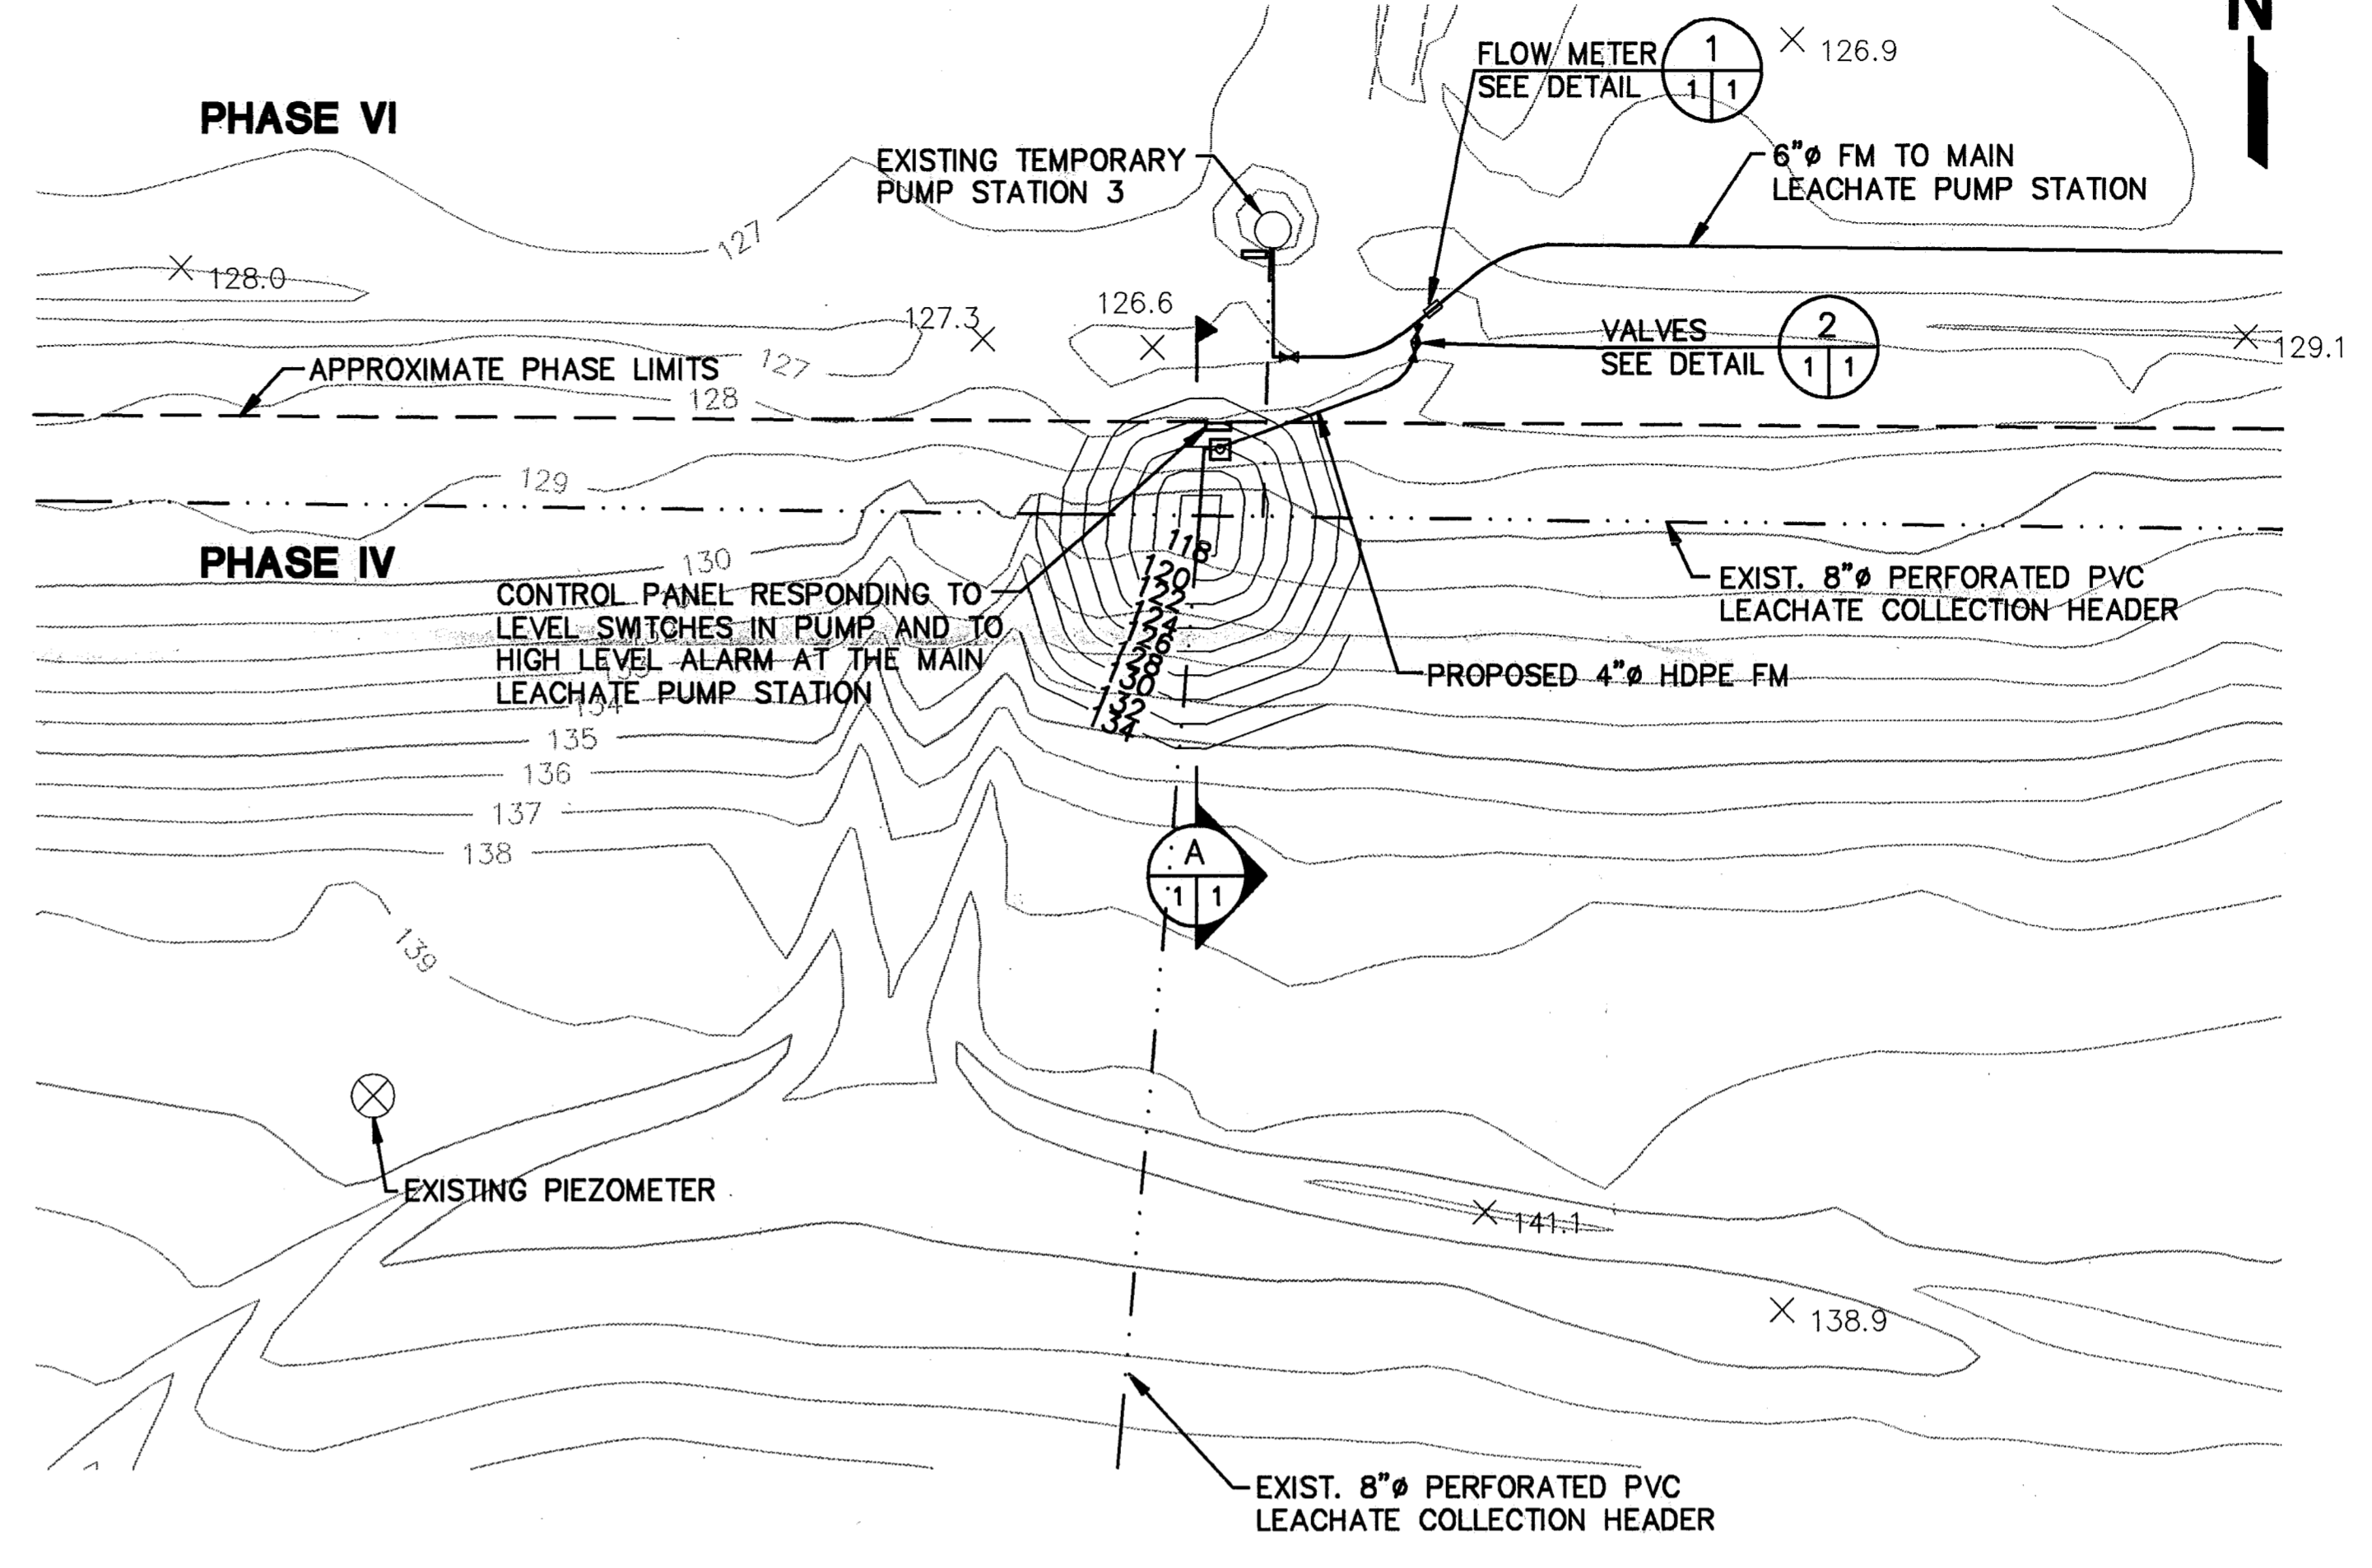 N
FLOW METER
SEE DETAIL
1
1 1
126.9
PHASE VI
EXISTING TEMPORARY
PUMP STATION 3
6"ø FM TO MAIN
LEACHATE PUMP STATION
127
128.0
127.3
126.6
VALVES
SEE DETAIL
2
1 1
129.1
APPROXIMATE PHASE LIMITS
127
128
129
PHASE IV
130
118
120
122
124
126
128
130
132
134
CONTROL PANEL RESPONDING TO
LEVEL SWITCHES IN PUMP AND TO
HIGH LEVEL ALARM AT THE MAIN
LEACHATE PUMP STATION
EXIST. 8"ø PERFORATED PVC
LEACHATE COLLECTION HEADER
PROPOSED 4"ø HDPE FM
134
135
136
137
138
A
1 1
139
EXISTING PIEZOMETER
141.1
138.9
EXIST. 8"ø PERFORATED PVC
LEACHATE COLLECTION HEADER